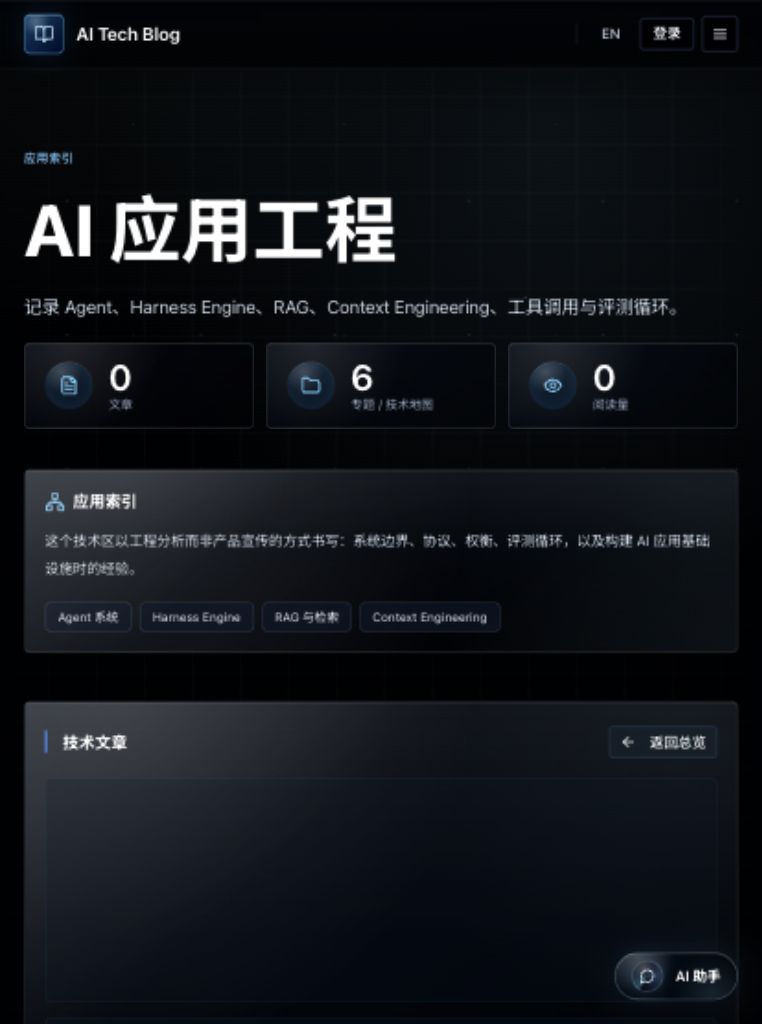 AI Tech Blog
EN
登录
应用索引
AI 应用工程
记录 Agent、Harness Engine、RAG、Context Engineering、工具调用与评测循环。
0
文章
6
专题 / 技术地图
0
阅读量
应用索引
这个技术区以工程分析而非产品宣传的方式书写：系统边界、协议、权衡、评测循环，以及构建 AI 应用基础
设施时的经验。
Agent 系统
Harness Engine
RAG 与检索
Context Engineering
技术文章
返回总览
AI 助手